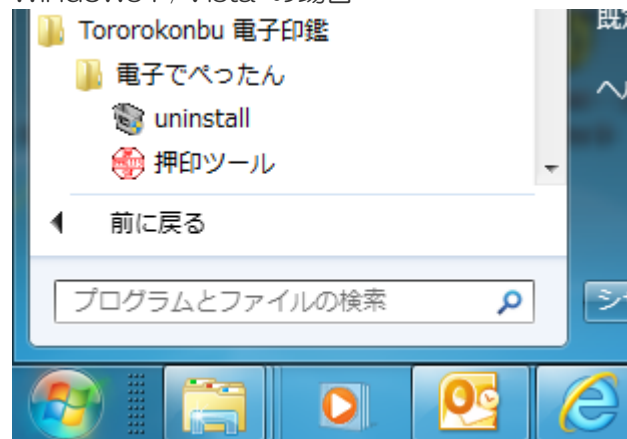 Tororokonbu 電子印鑑
電子でぺったん
uninstall
押印ツール
前に戻る
プログラムとファイルの検索